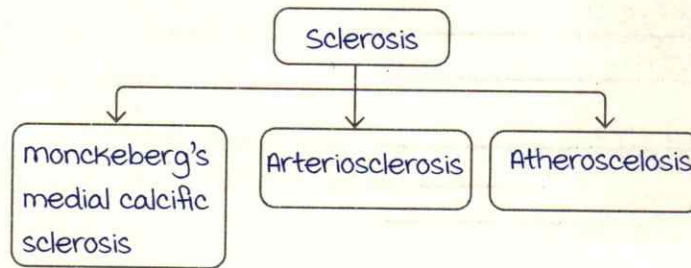 Sclerosis
monckeberg's
medial calcific
sclerosis
Arteriosclerosis
Atheroscelosis